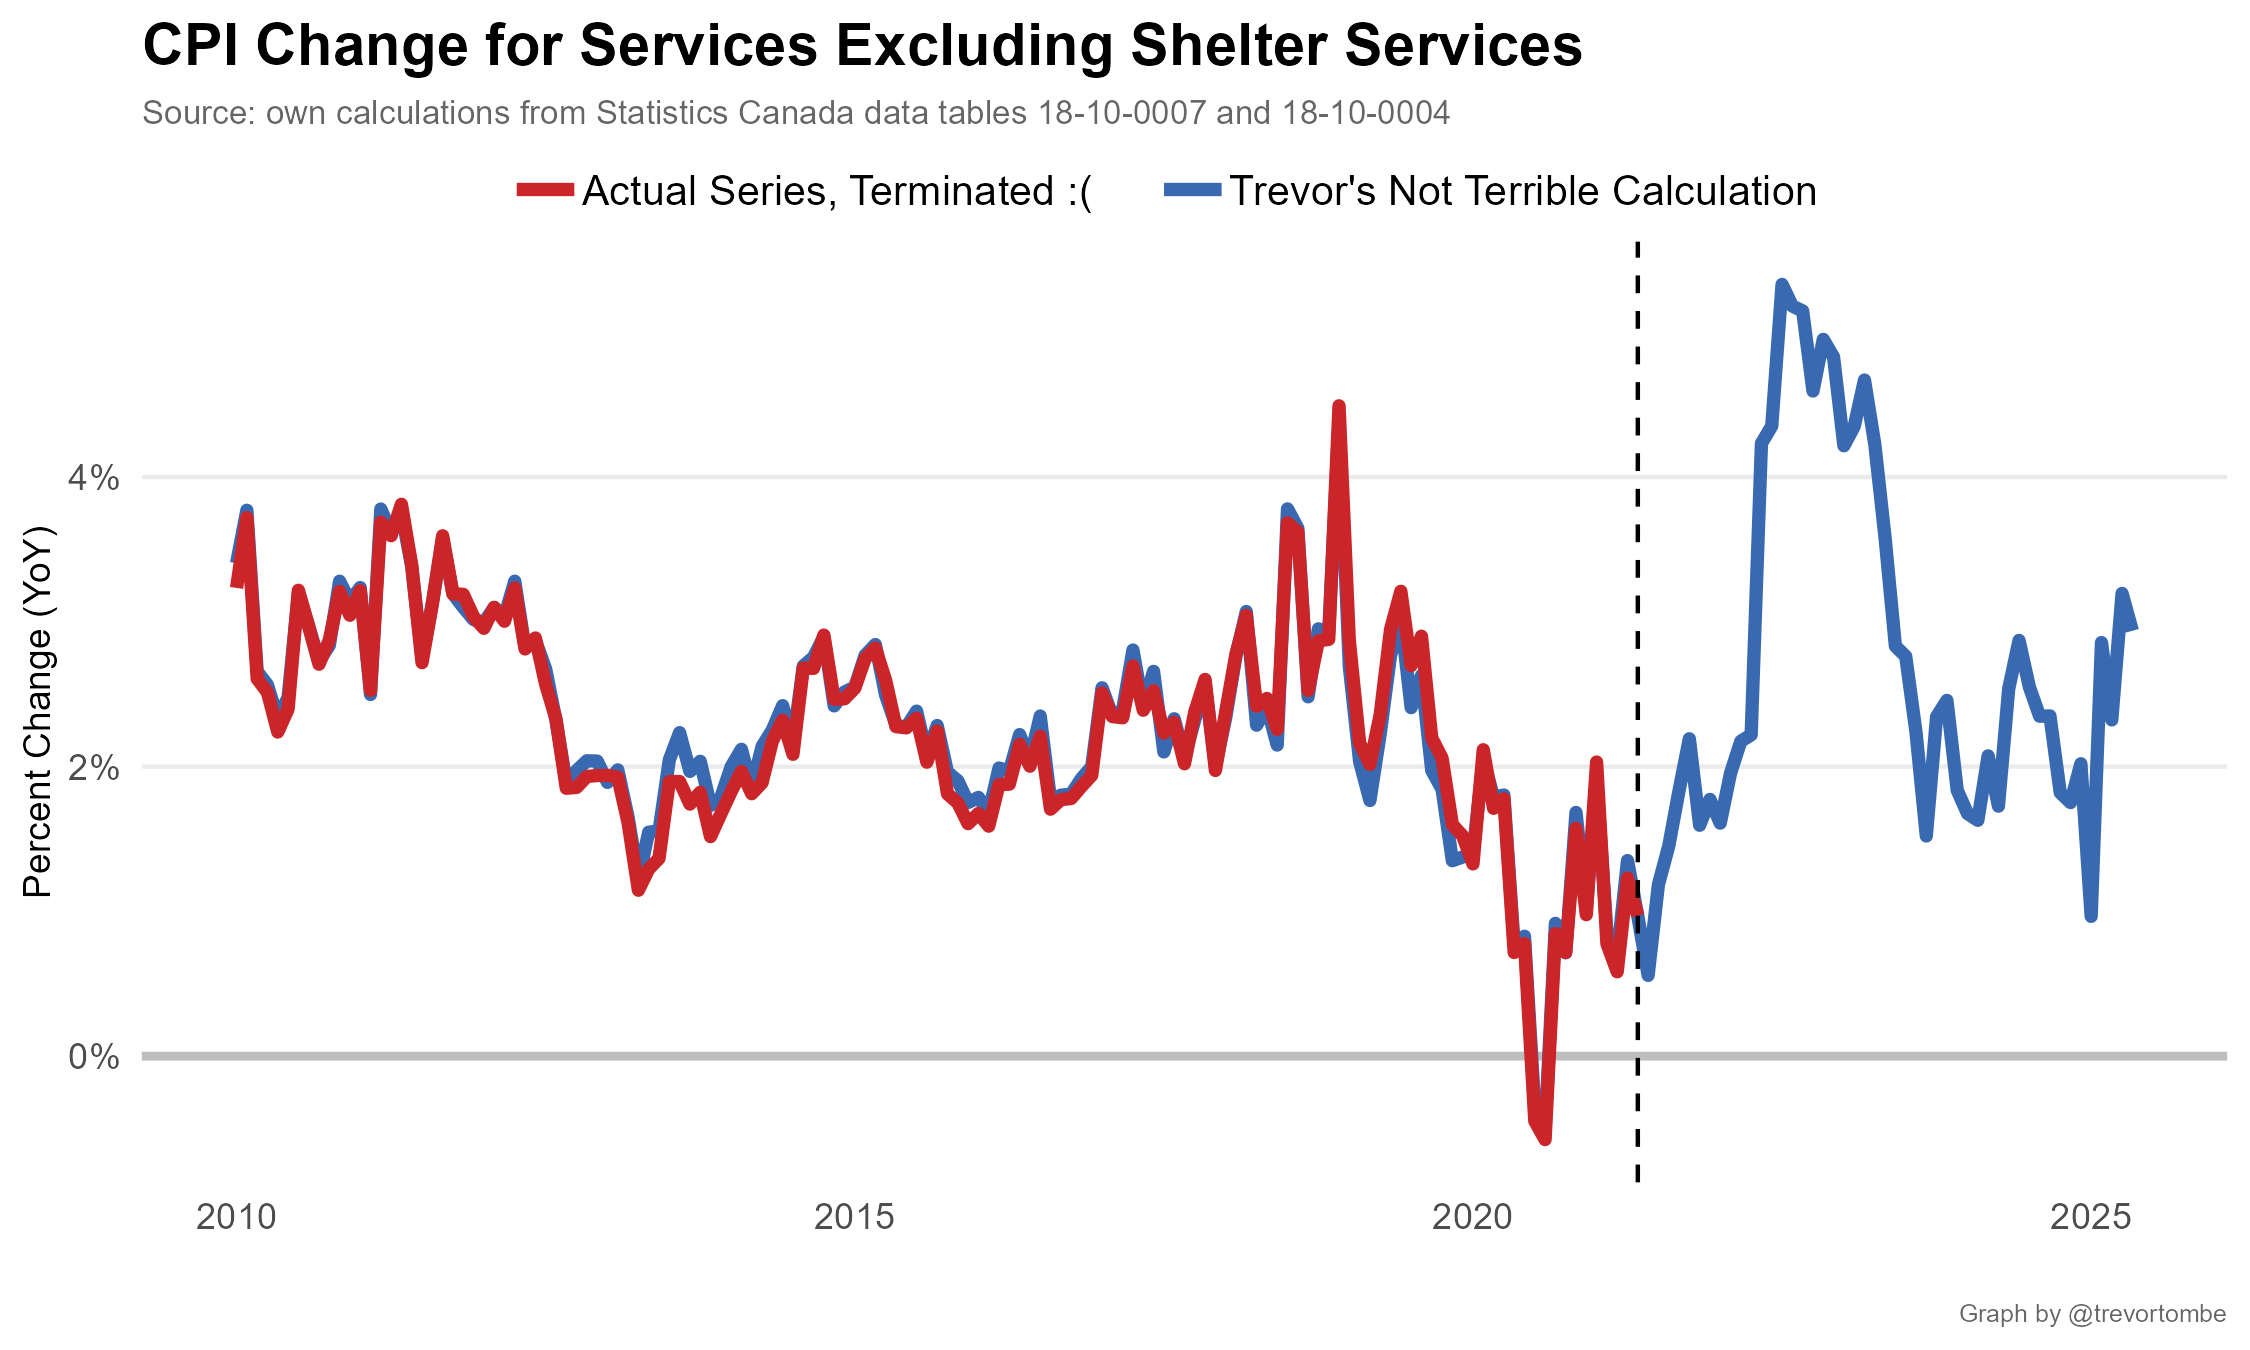 CPI Change for Services Excluding Shelter Services
Source: own calculations from Statistics Canada data tables 18-10-0007 and 18-10-0004
Actual Series, Terminated :(
Trevor's Not Terrible Calculation
Percent Change (YoY)
4%
2%
0%
2010
2015
2020
2025
Graph by @trevortombe